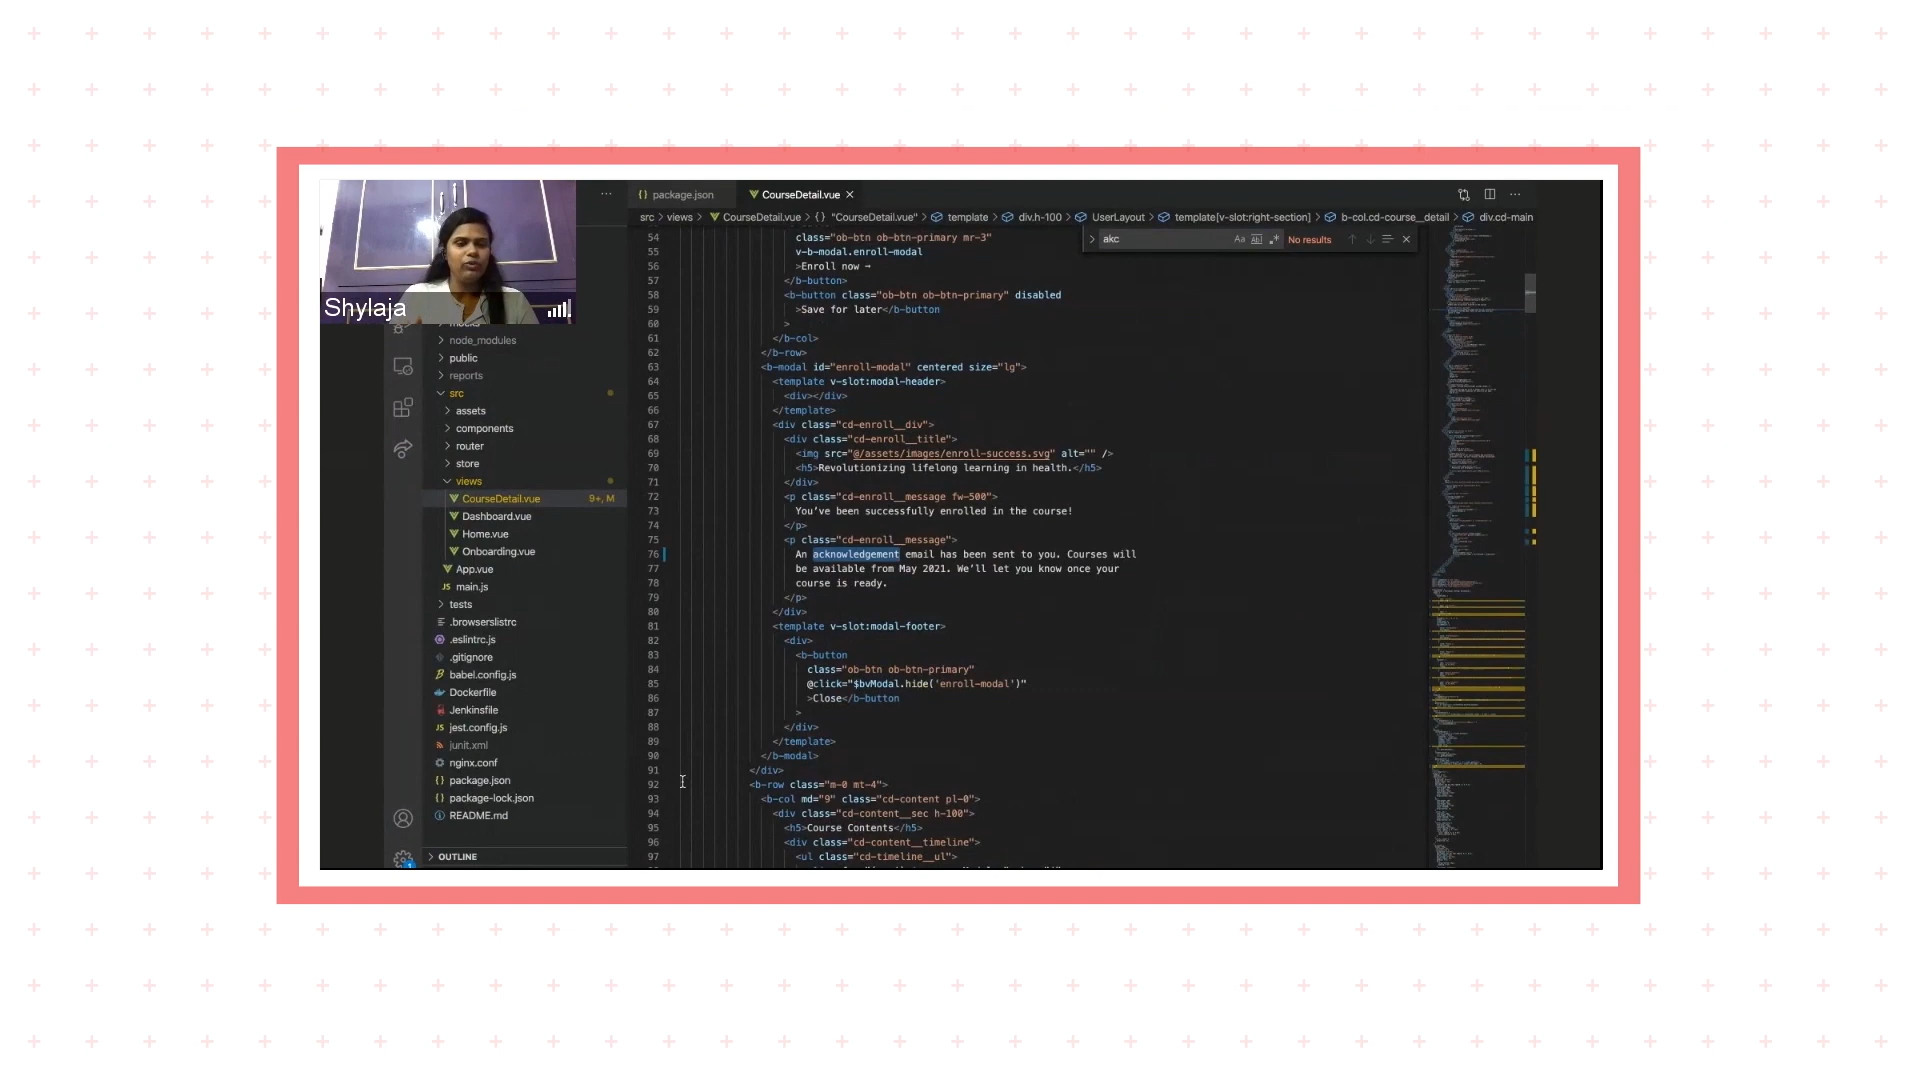 Shylaja
package.json
CourseDetail.vue
src > views > CourseDetail.vue > {} "CourseDetail.vue" > template > div.h-100 > UserLayout > template[v-slot:right-section] > b-col.cd-course__detail > div.cd-main
akc
Aa
Abl
No results
node_modules
public
reports
src
assets
components
router
store
views
CourseDetail.vue 9+, M
Dashboard.vue
Home.vue
Onboarding.vue
App.vue
JS main.js
tests
.browserslistrc
.eslintrc.js
.gitignore
babel.config.js
Dockerfile
Jenkinsfile
JS jest.config.js
junit.xml
nginx.conf
{} package.json
{} package-lock.json
README.md
OUTLINE
1
54 class="ob-btn ob-btn-primary mr-3"
55 v-b-modal.enroll-modal
56 >Enroll now →
57 </b-button>
58 <b-button class="ob-btn ob-btn-primary" disabled
59 >Save for later</b-button
60 >
61 </b-col>
62 </b-row>
63 <b-modal id="enroll-modal" centered size="lg">
64 <template v-slot:modal-header>
65 <div></div>
66 </template>
67 <div class="cd-enroll__div">
68 <div class="cd-enroll__title">
69 <img src="@/assets/images/enroll-success.svg" alt="" />
70 <h5>Revolutionizing lifelong learning in health.</h5>
71 </div>
72 <p class="cd-enroll__message fw-500">
73 You've been successfully enrolled in the course!
74 </p>
75 <p class="cd-enroll__message">
76 An acknowledgement email has been sent to you. Courses will
77 be available from May 2021. We'll let you know once your
78 course is ready.
79 </p>
80 </div>
81 <template v-slot:modal-footer>
82 <div>
83 <b-button
84 class="ob-btn ob-btn-primary"
85 @click="$bvModal.hide('enroll-modal')"
86 >Close</b-button
87 >
88 </div>
89 </template>
90 </b-modal>
91 </div>
92 <b-row class="m-0 mt-4">
93 <b-col md="9" class="cd-content pl-0">
94 <div class="cd-content__sec h-100">
95 <h5>Course Contents</h5>
96 <div class="cd-content__timeline">
97 <ul class="cd-timeline__ul">